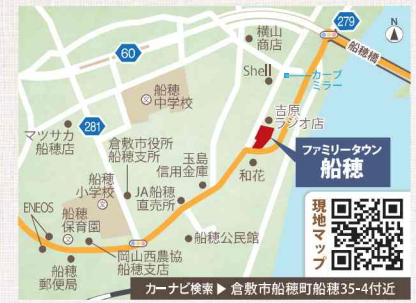 279
N
横山
商店
船穂橋
60
Shell
カーブ
ミラー
船穂
中学校
吉原
ラジオ店
281
マツサカ
船穂店
倉敷市役所
船穂支所
玉島
信用金庫
ファミリータウン
船穂
和花
船穂
小学校
JA船穂
直売所
現地マップ
ENEOS
船穂
保育園
船穂公民館
岡山西農協
船穂支店
船穂
郵便局
カーナビ検索▶倉敷市船穂町船穂35-4付近